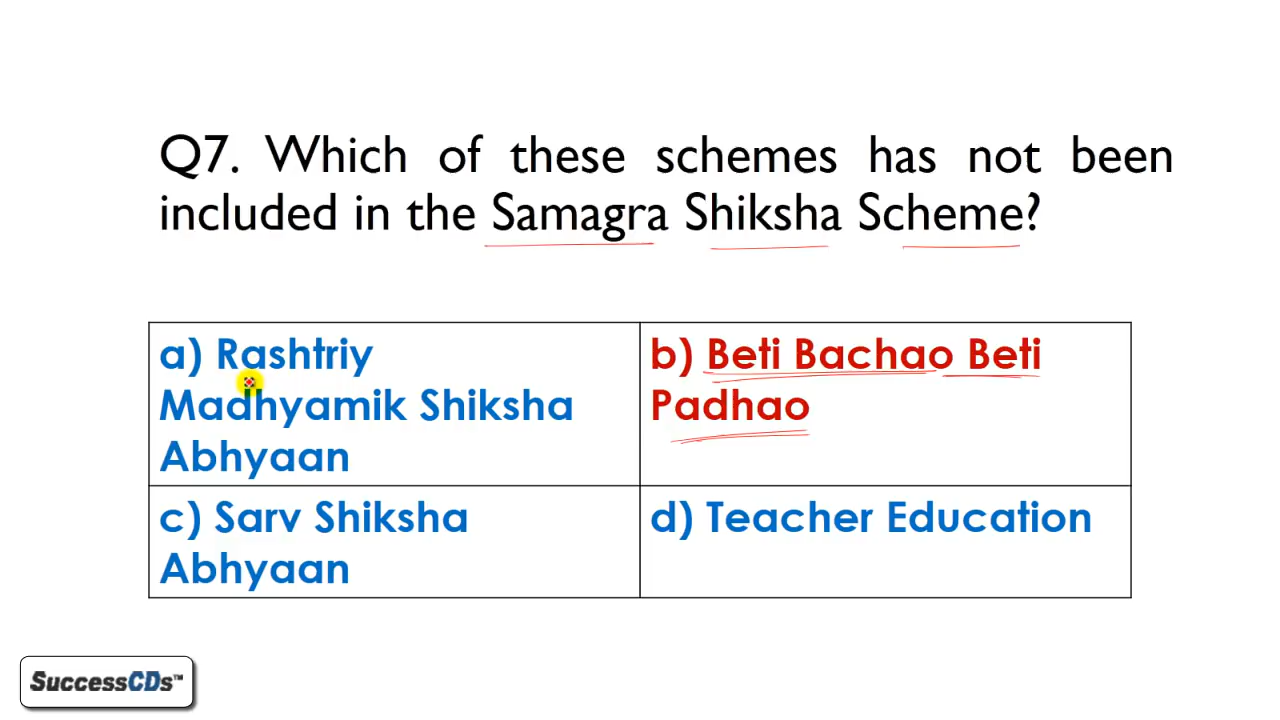 Q7. Which of these schemes has not been
included in the Samagra Shiksha Scheme?
a) Rashtriy
Madhyamik Shiksha
Abhyaan
b) Beti Bachao Beti
Padhao
c) Sarv Shiksha
Abhyaan
d) Teacher Education
SuccessCDs™